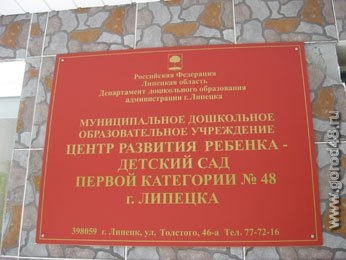 Российская Федерация
Липецкая область
Департамент дошкольного образования
администрации г. Липецка
МУНИЦИПАЛЬНОЕ ДОШКОЛЬНОЕ
ОБРАЗОВАТЕЛЬНОЕ УЧРЕЖДЕНИЕ
ЦЕНТР РАЗВИТИЯ РЕБЕНКА -
ДЕТСКИЙ САД
ПЕРВОЙ КАТЕГОРИИ № 48
г. ЛИПЕЦКА
398059 г. Липецк, ул. Толстого, 46-а Тел. 77-72-16
www.gorod48.ru